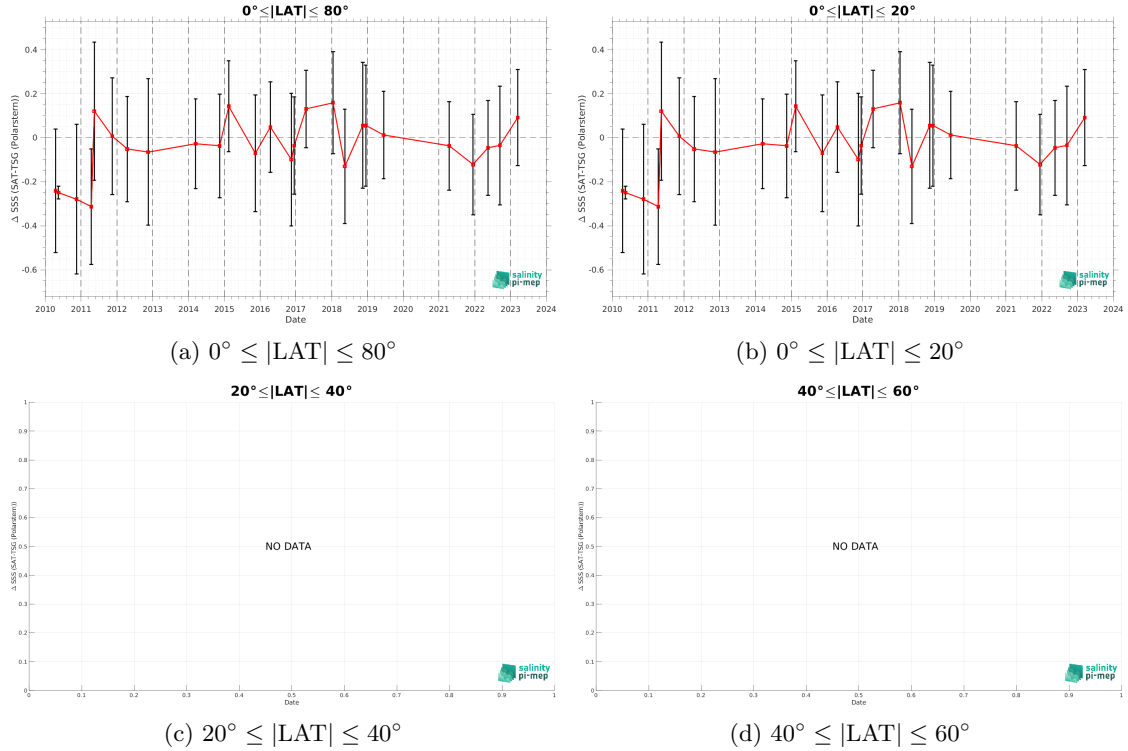 0°≤|LAT|≤ 80°
Δ SSS (SAT-TSG (Polarstern))
0.4
0.2
0
-0.2
-0.4
-0.6
2010 2011 2012 2013 2014 2015 2016 2017 2018 2019 2020 2021 2022 2023 2024
Date
salinity
pi-mep
(a) 0° ≤ |LAT| ≤ 80°
0°≤|LAT|≤ 20°
Δ SSS (SAT-TSG (Polarstern))
0.4
0.2
0
-0.2
-0.4
-0.6
2010 2011 2012 2013 2014 2015 2016 2017 2018 2019 2020 2021 2022 2023 2024
Date
salinity
pi-mep
(b) 0° ≤ |LAT| ≤ 20°
20°≤|LAT|≤ 40°
Δ SSS (SAT-TSG (Polarstern))
1
0.9
0.8
0.7
0.6
0.5
0.4
0.3
0.2
0.1
0
NO DATA
0 0.1 0.2 0.3 0.4 0.5 0.6 0.7 0.8 0.9 1
Date
salinity
pi-mep
(c) 20° ≤ |LAT| ≤ 40°
40°≤|LAT|≤ 60°
Δ SSS (SAT-TSG (Polarstern))
1
0.9
0.8
0.7
0.6
0.5
0.4
0.3
0.2
0.1
0
NO DATA
0 0.1 0.2 0.3 0.4 0.5 0.6 0.7 0.8 0.9 1
Date
salinity
pi-mep
(d) 40° ≤ |LAT| ≤ 60°